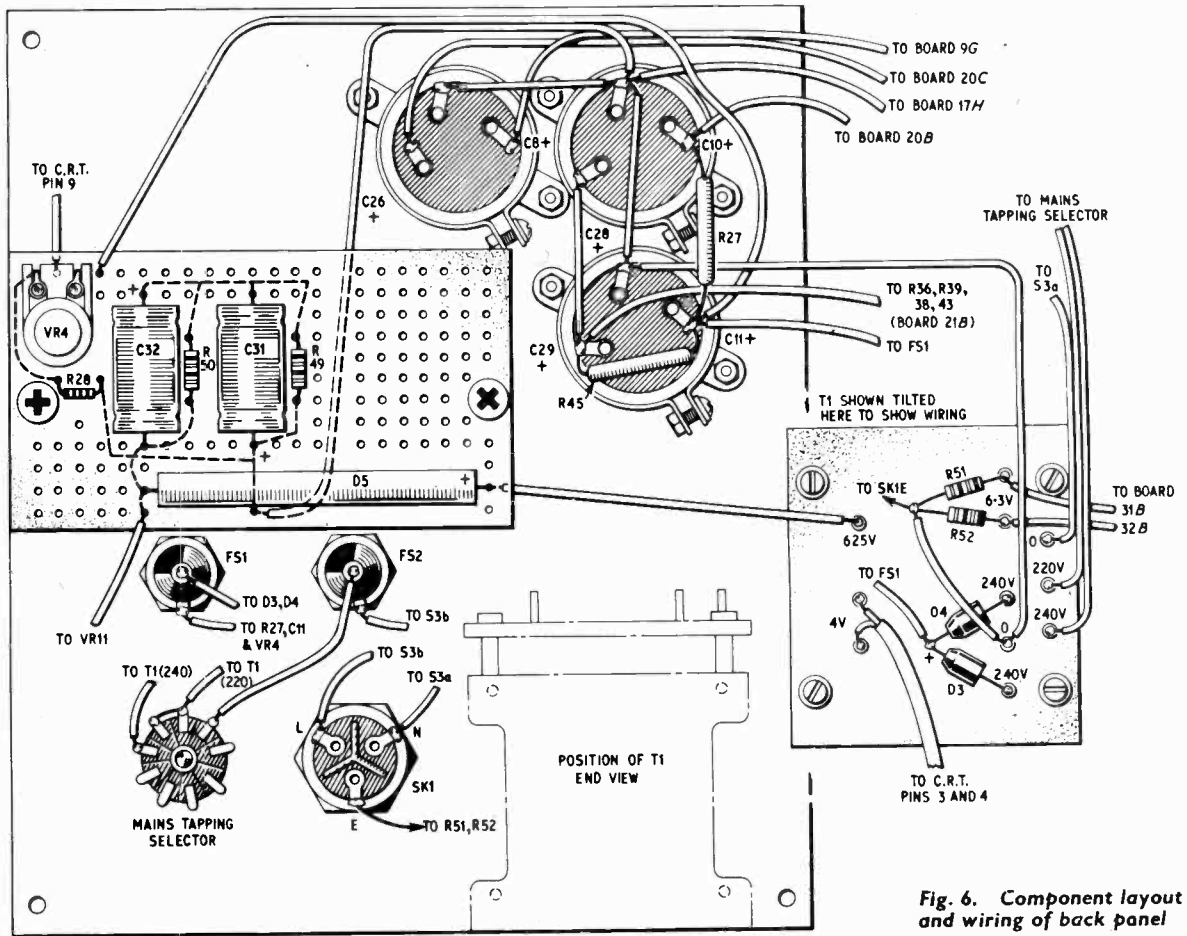 TO BOARD 9G
TO BOARD 20C
TO BOARD 17H
TO BOARD 20B
C8+
C10+
TO C.R.T.
PIN 9
C26
+
C28
+
R27
TO MAINS
TAPPING SELECTOR
TO
S3a
VR4
+
C32
R
50
C31
R
49
R28
+
TO R36, R39,
38, 43
(BOARD 21B)
TO FS1
C29
+
C11+
R45
T1 SHOWN TILTED
HERE TO SHOW WIRING
D5
+
TO SK1E
R51
6·3V
R52
TO BOARD
31B
32B
625V
0
220V
240V
TO FS1
4V
D4
240V
0
+
D3
240V
TO C.R.T.
PINS 3 AND 4
FS1
FS2
TO D3, D4
TO R27, C11
& VR4
TO S3b
TO VR11
TO T1 (240)
TO T1
(220)
TO S3b
TO S3a
L
N
SK1
E
TO R51, R52
MAINS TAPPING
SELECTOR
POSITION OF T1
END VIEW
Fig. 6. Component layout
and wiring of back panel